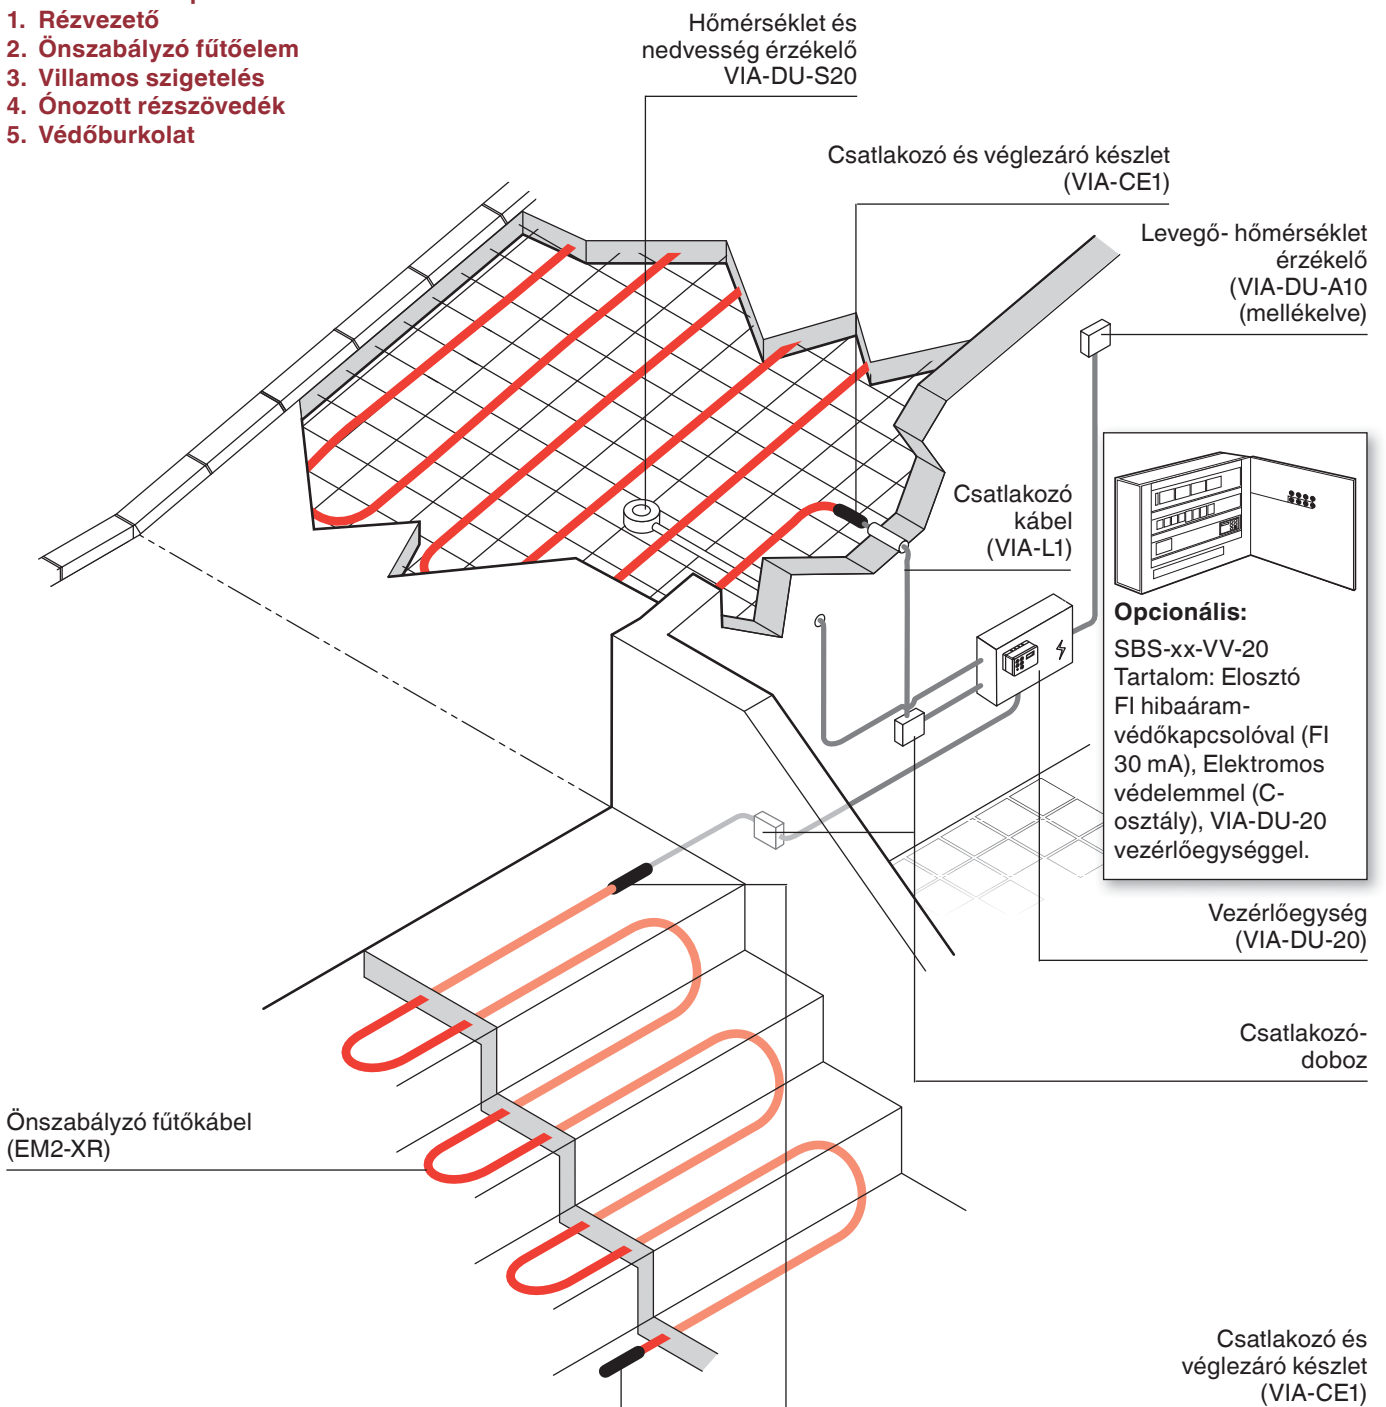 1. Rézvezető
2. Önszabályzó fűtőelem
3. Villamos szigetelés
4. Ónozott rézszövedék
5. Védőburkolat
Hőmérséklet és
nedvesség érzékelő
VIA-DU-S20
Csatlakozó és véglezáró készlet
(VIA-CE1)
Levegő- hőmérséklet
érzékelő
(VIA-DU-A10
(mellékelve)
Csatlakozó
kábel
(VIA-L1)
Opcionális:
SBS-xx-VV-20
Tartalom: Elosztó
FI hibaáram-
védőkapcsolóval (FI
30 mA), Elektromos
védelemmel (C-
osztály), VIA-DU-20
vezérlőegységgel.
Vezérlőegység
(VIA-DU-20)
Csatlakozó-
doboz
Önszabályzó fűtőkábel
(EM2-XR)
Csatlakozó és
véglezáró készlet
(VIA-CE1)